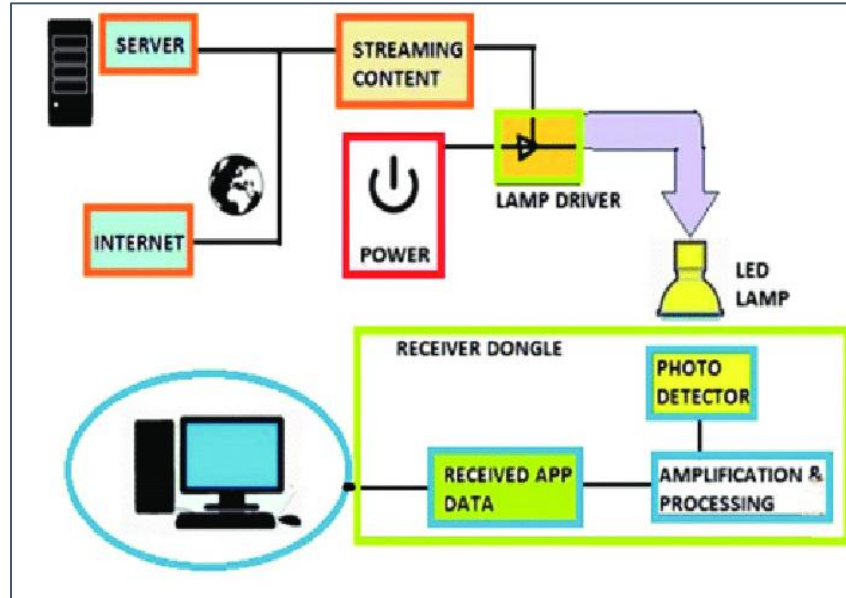 SERVER
STREAMING
CONTENT
LAMP DRIVER
INTERNET
POWER
LED
LAMP
RECEIVER DONGLE
PHOTO
DETECTOR
RECEIVED APP
DATA
AMPLIFICATION &
PROCESSING